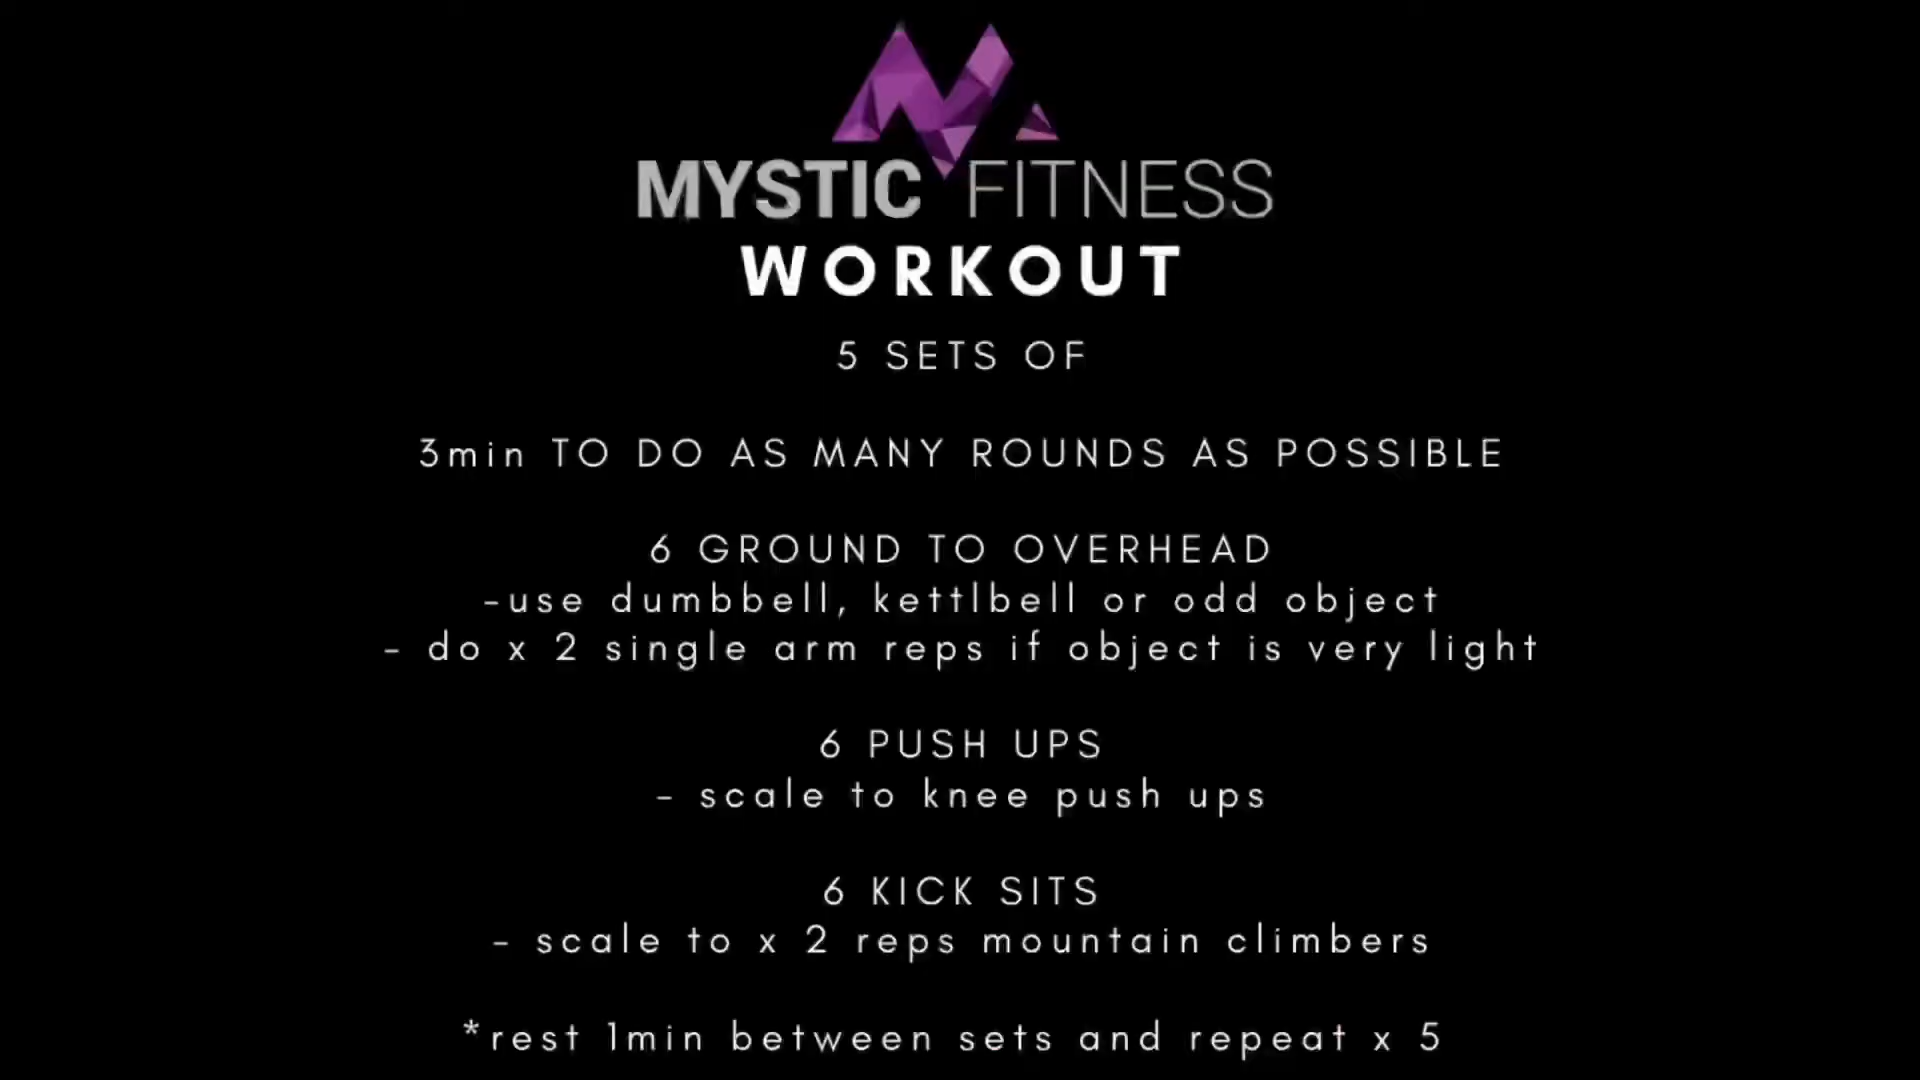 MYSTIC FITNESS
WORKOUT
5 SETS OF
3min TO DO AS MANY ROUNDS AS POSSIBLE
6 GROUND TO OVERHEAD
-use dumbbell, kettlbell or odd object
- do x 2 single arm reps if object is very light
6 PUSH UPS
- scale to knee push ups
6 KICK SITS
- scale to x 2 reps mountain climbers
*rest 1min between sets and repeat x 5